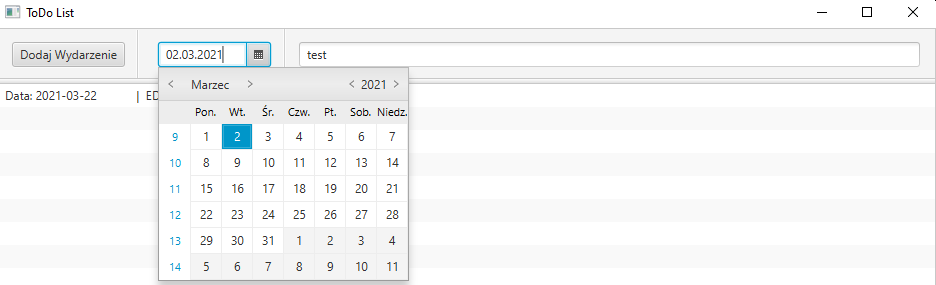 ToDo List
Dodaj Wydarzenie 02.03.2021 test
< Marzec > < 2021 >
Pon. Wt. Śr. Czw. Pt. Sob. Niedz.
Data: 2021-03-22 | ED
9 1 2 3 4 5 6 7
10 8 9 10 11 12 13 14
11 15 16 17 18 19 20 21
12 22 23 24 25 26 27 28
13 29 30 31 1 2 3 4
14 5 6 7 8 9 10 11